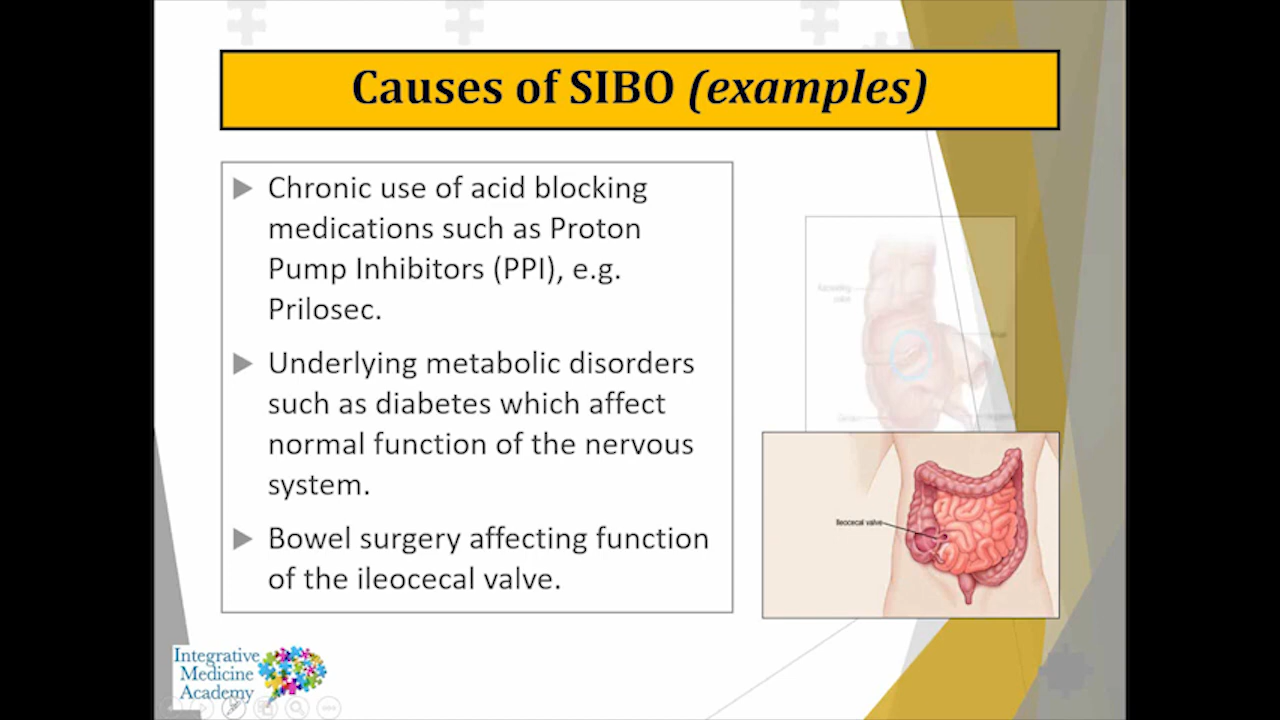 Causes of SIBO (examples)
Chronic use of acid blocking
medications such as Proton
Pump Inhibitors (PPI), e.g.
Prilosec.
Underlying metabolic disorders
such as diabetes which affect
normal function of the nervous
system.
Bowel surgery affecting function
of the ileocecal valve.
Ileocecal valve
Integrative
Medicine
Academy